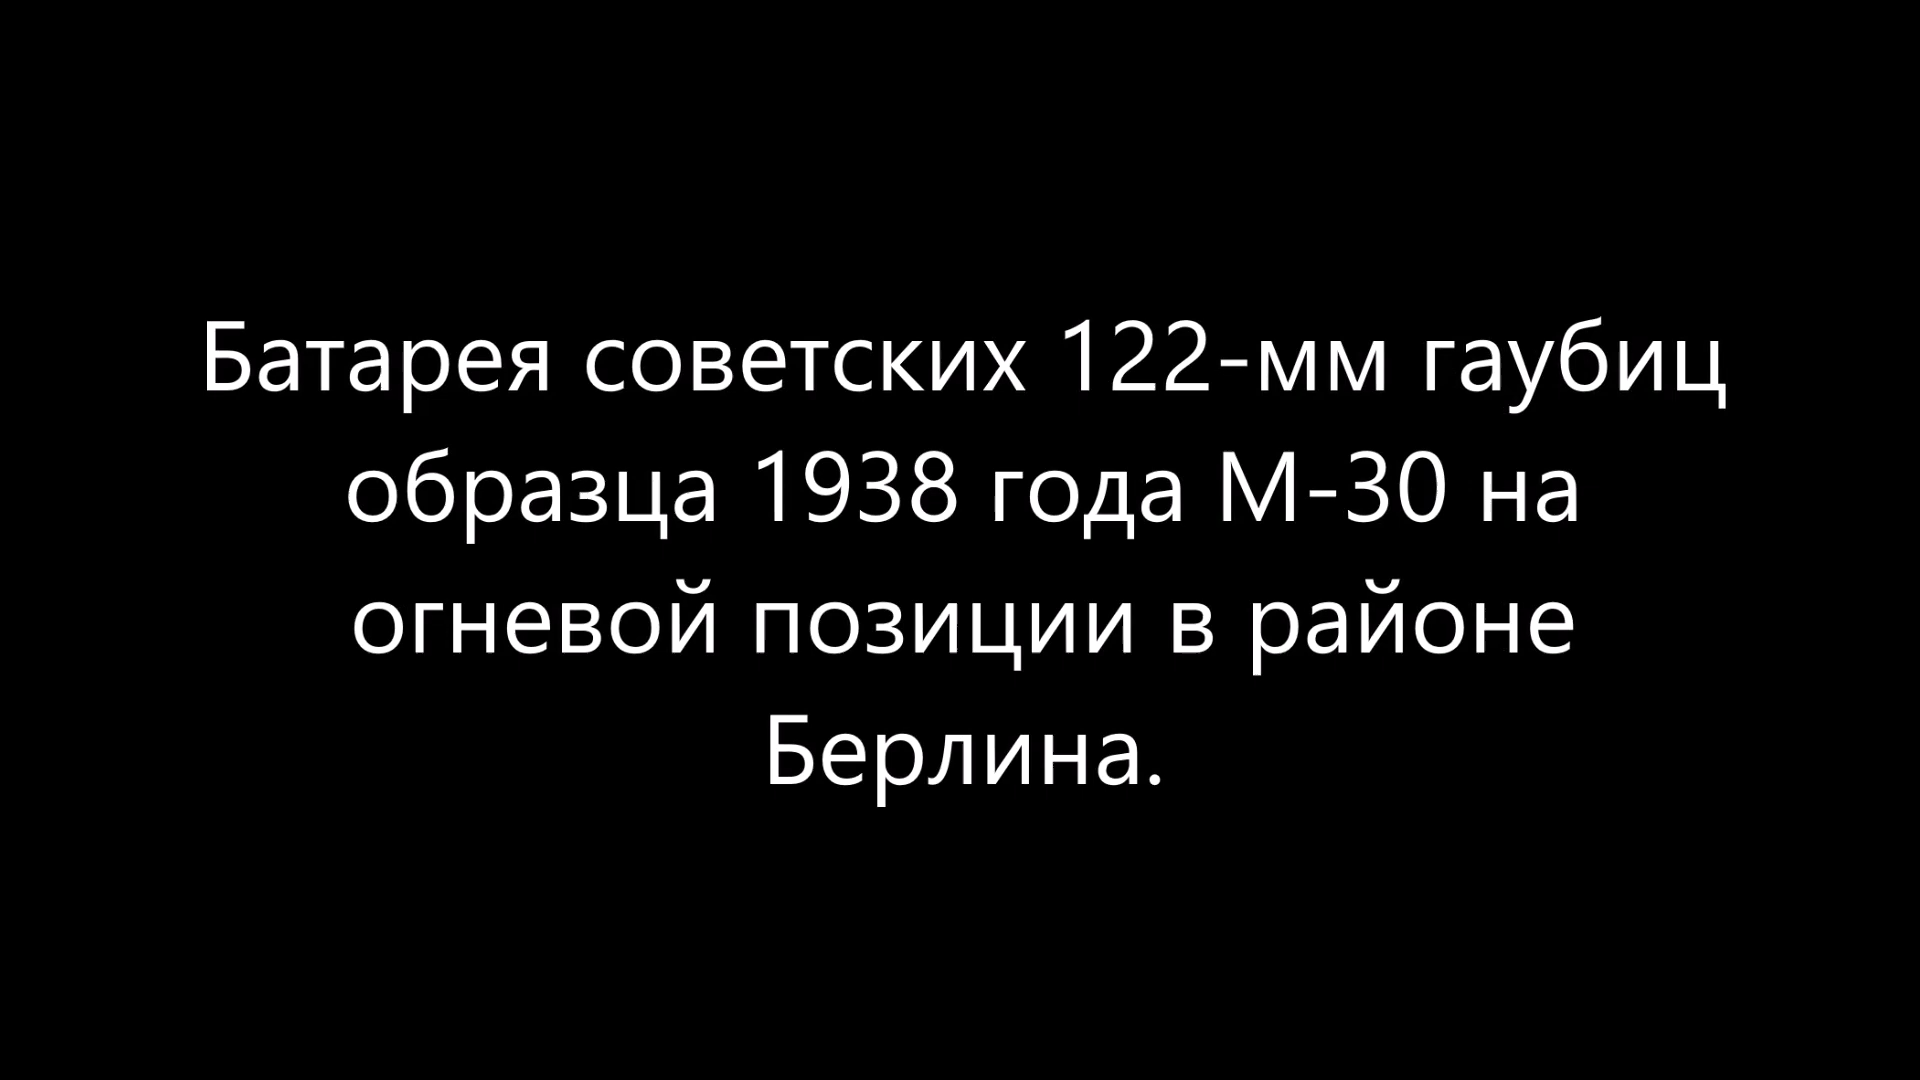 Батарея советских 122-мм гаубиц
образца 1938 года М-30 на
огневой позиции в районе
Берлина.